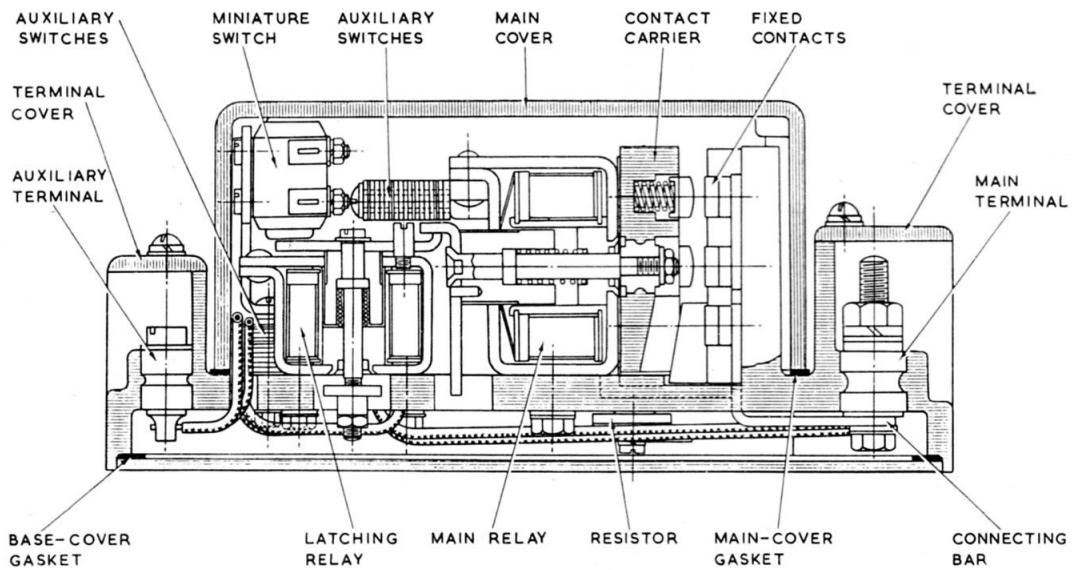 AUXILIARY
SWITCHES
MINIATURE
SWITCH
AUXILIARY
SWITCHES
MAIN
COVER
CONTACT
CARRIER
FIXED
CONTACTS
TERMINAL
COVER
TERMINAL
COVER
AUXILIARY
TERMINAL
MAIN
TERMINAL
BASE-COVER
GASKET
LATCHING
RELAY
MAIN RELAY
RESISTOR
MAIN-COVER
GASKET
CONNECTING
BAR